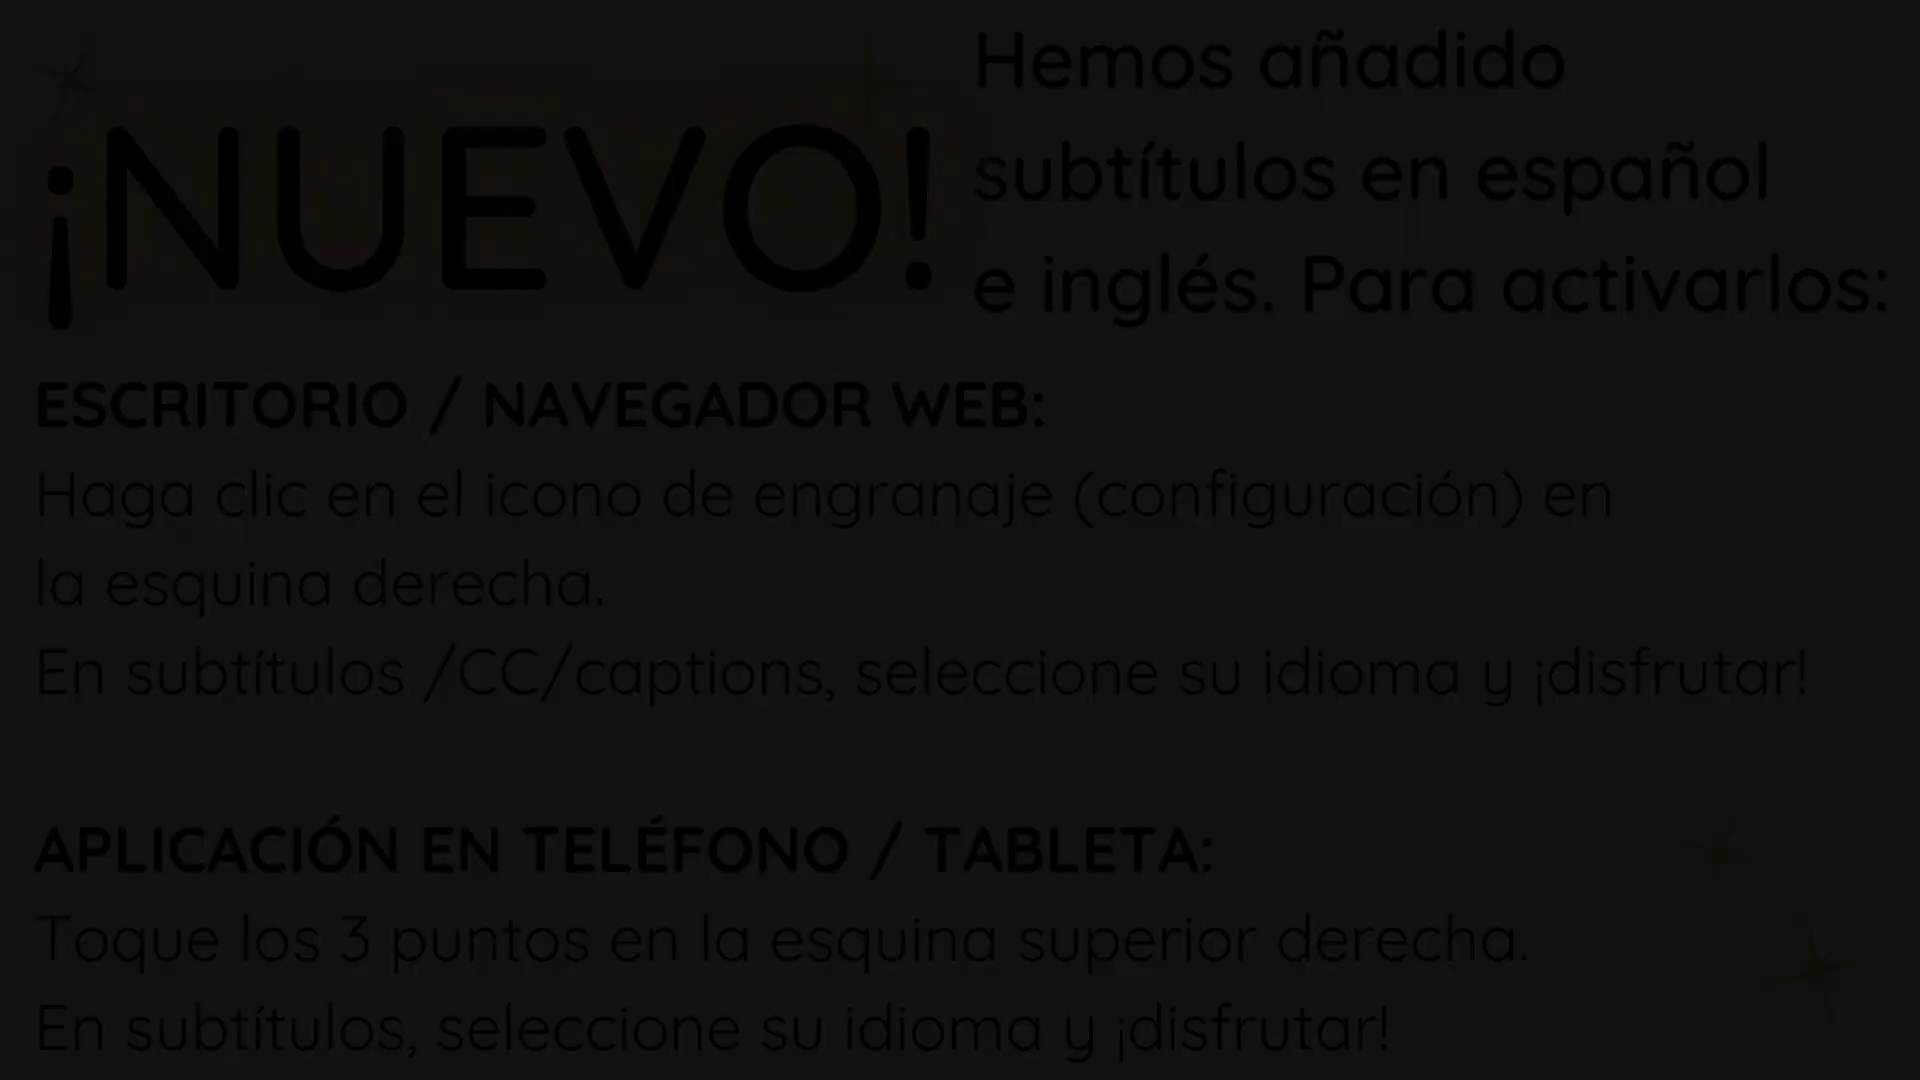 ¡NUEVO!
Hemos añadido
subtítulos en español
e inglés. Para activarlos:
ESCRITORIO / NAVEGADOR WEB:
Haga clic en el icono de engranaje (configuración) en
la esquina derecha.
En subtítulos /CC/captions, seleccione su idioma y ¡disfrutar!
APLICACIÓN EN TELÉFONO / TABLETA:
Toque los 3 puntos en la esquina superior derecha.
En subtítulos, seleccione su idioma y ¡disfrutar!